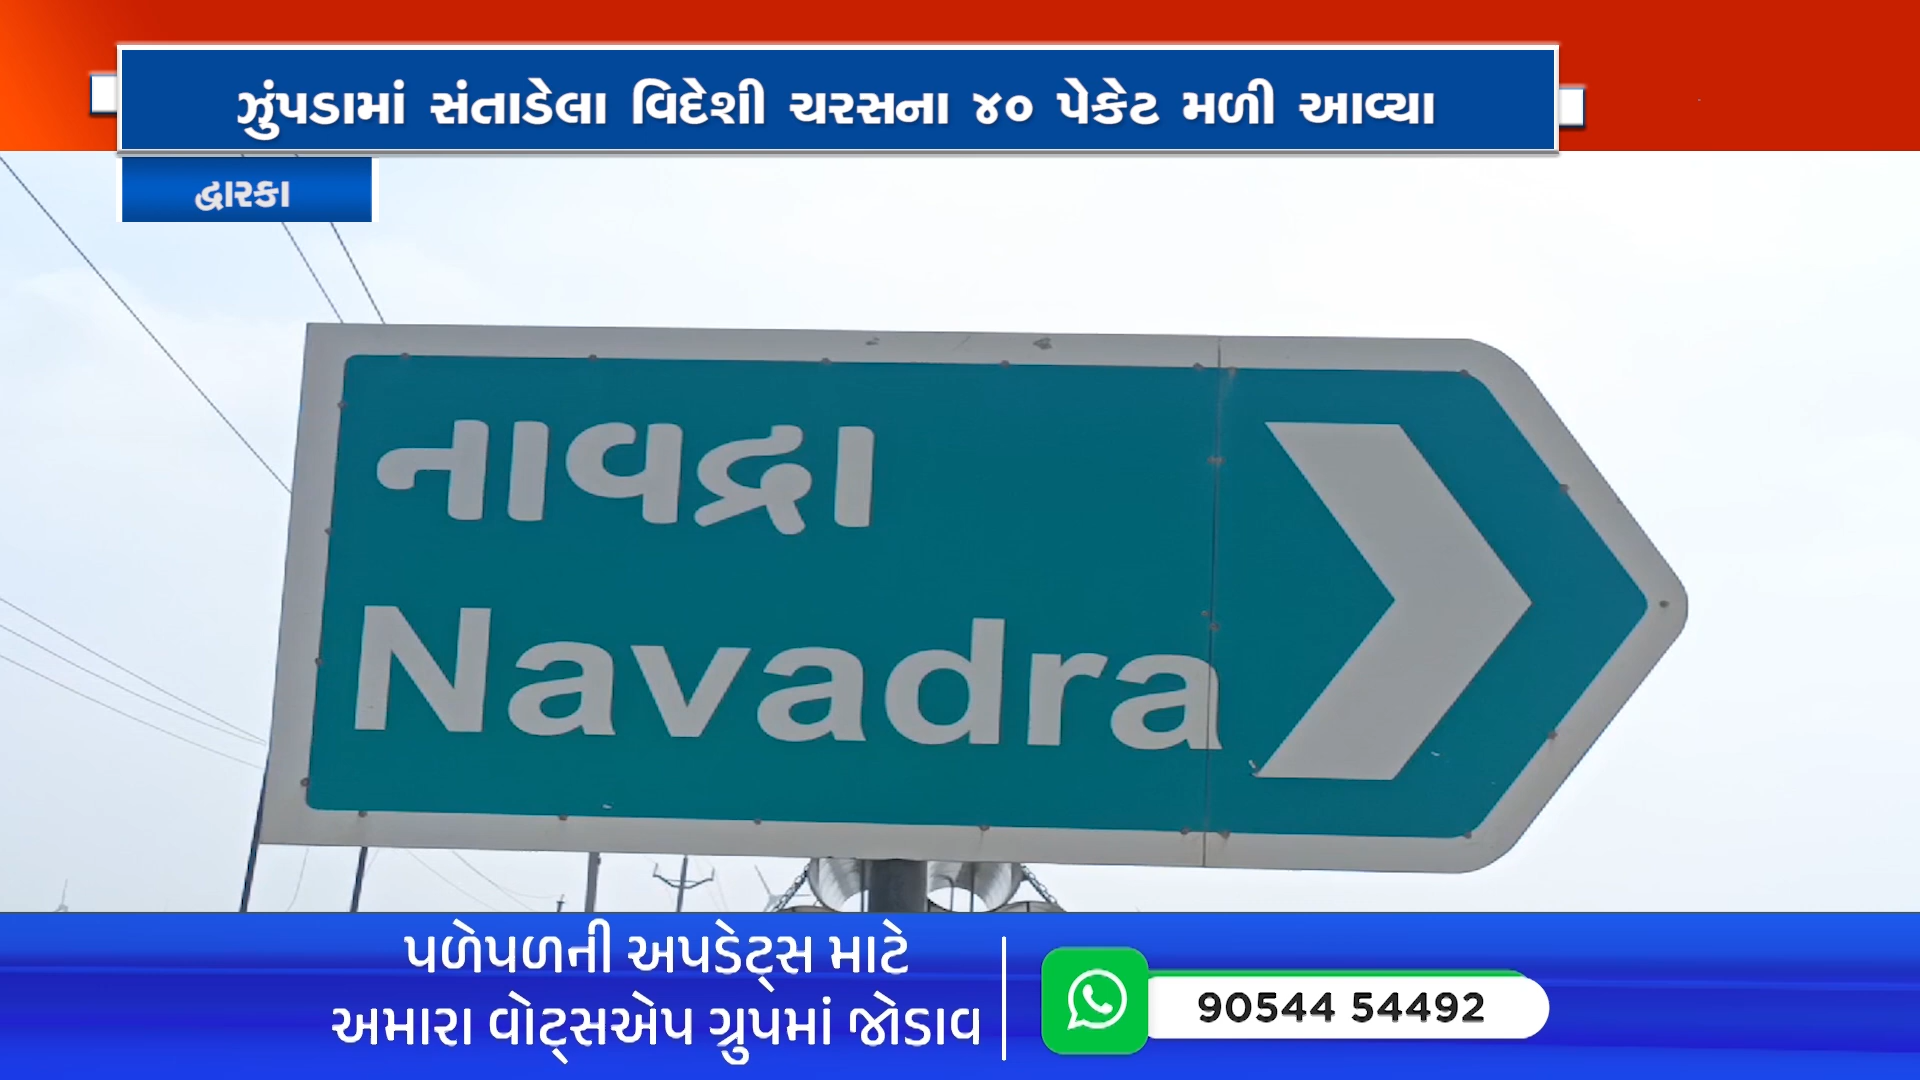 ઝુંપડામાં સંતાડેલા વિદેશી ચરસના ૪૦ પેકેટ મળી આવ્યા
દ્વારકા
નાવદ્રા
Navadra
પળેપળની અપડેટ્સ માટે
અમારા વોટ્સએપ ગ્રુપમાં જોડાવ
90544 54492